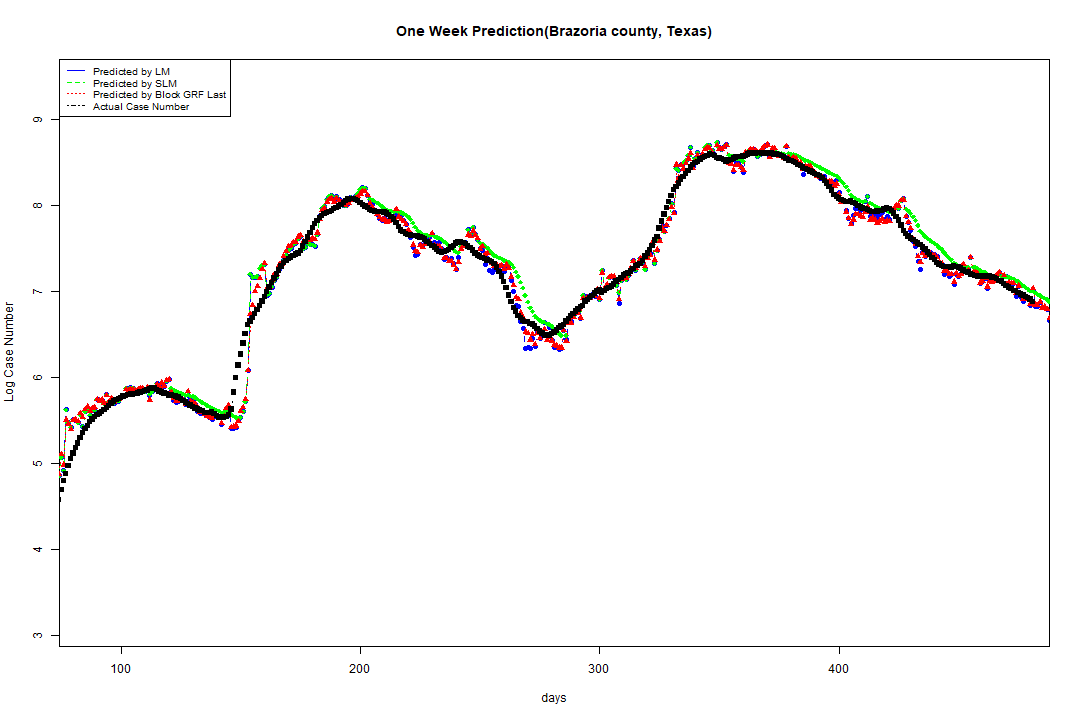 One Week Prediction(Brazoria county, Texas)
Predicted by LM
Predicted by SLM
Predicted by Block GRF Last
Actual Case Number
9
8
7
6
5
4
3
Log Case Number
100 200 300 400
days